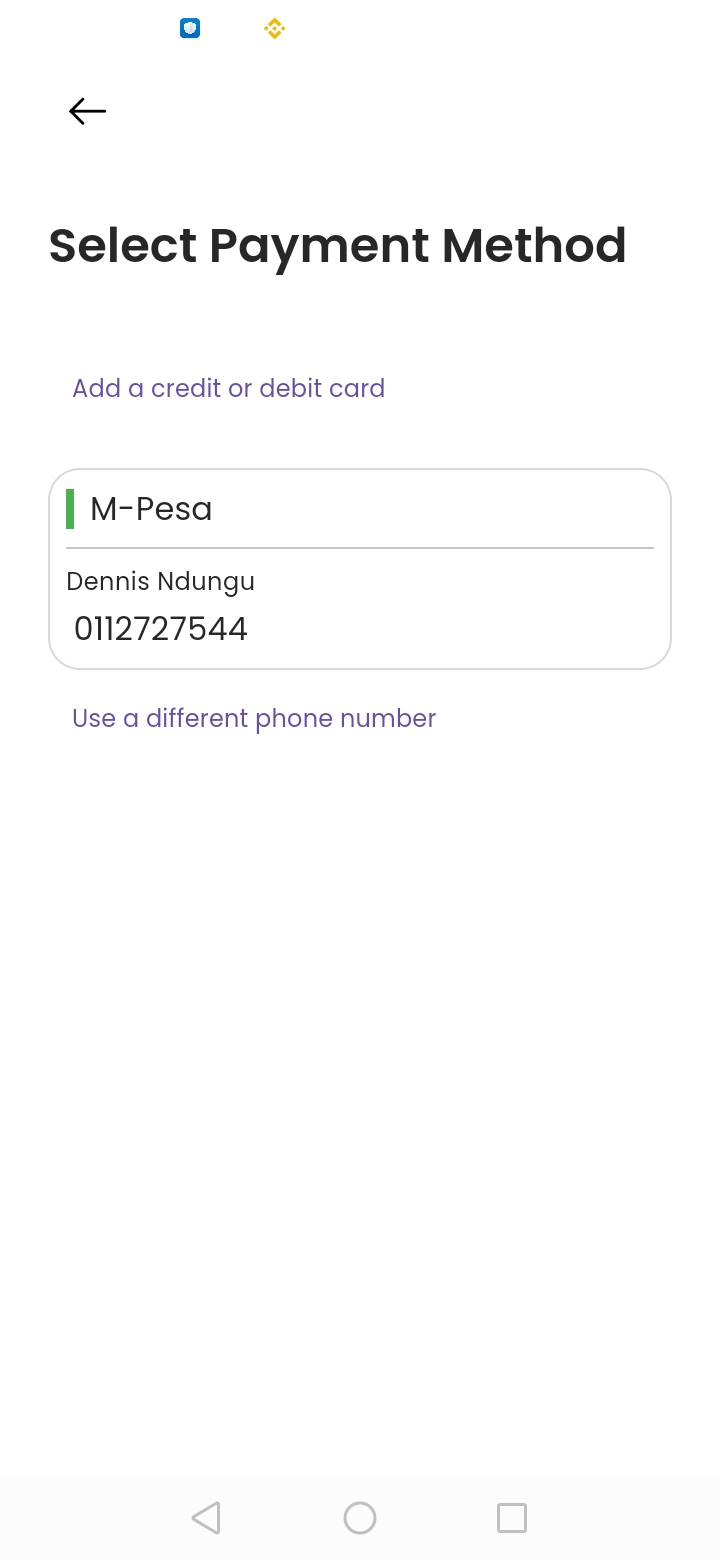 Select Payment Method
Add a credit or debit card
M-Pesa
Dennis Ndungu
0112727544
Use a different phone number